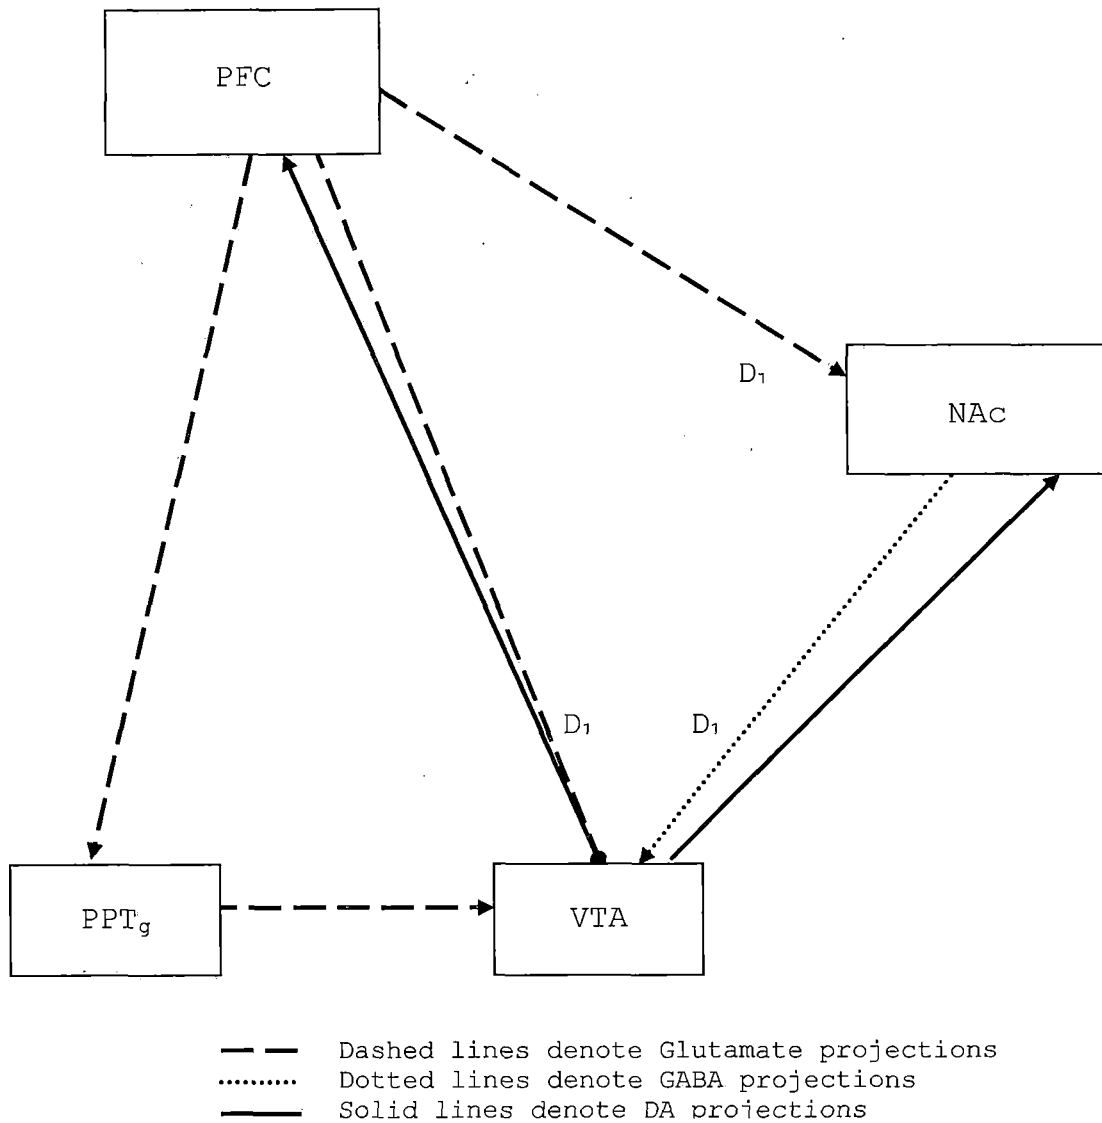 PFC
D₁
NAc
D₁
D₁
PPTg
VTA
Dashed lines denote Glutamate projections
Dotted lines denote GABA projections
Solid lines denote DA projections